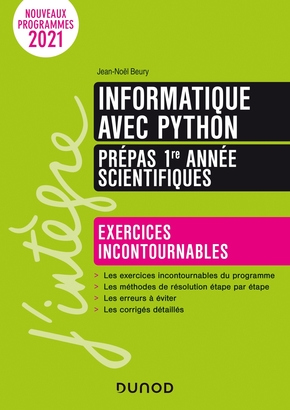 NOUVEAUX
PROGRAMMES
2021
Jean-Noël Beury
INFORMATIQUE
AVEC PYTHON
PRÉPAS 1re ANNÉE
SCIENTIFIQUES
J'intègre
EXERCICES
INCONTOURNABLES
> Les exercices incontournables du programme
> Les méthodes de résolution étape par étape
> Les erreurs à éviter
> Les corrigés détaillés
DUNOD